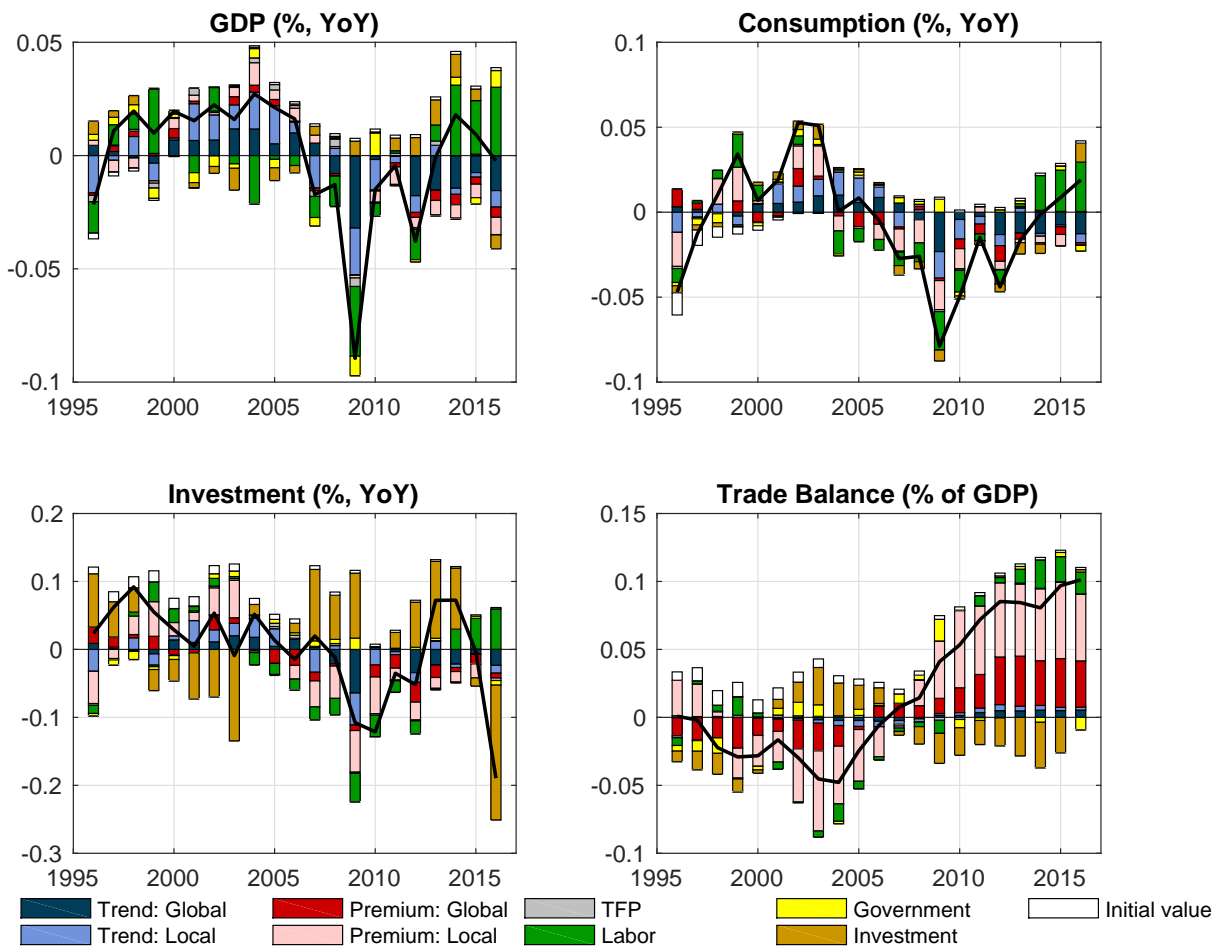 GDP (%, YoY)
0.05
0
-0.05
-0.1
1995 2000 2005 2010 2015
Consumption (%, YoY)
0.1
0.05
0
-0.05
-0.1
1995 2000 2005 2010 2015
Investment (%, YoY)
0.2
0.1
0
-0.1
-0.2
-0.3
1995 2000 2005 2010 2015
Trade Balance (% of GDP)
0.15
0.1
0.05
0
-0.05
-0.1
1995 2000 2005 2010 2015
Trend: Global Premium: Global TFP Government Initial value
Trend: Local Premium: Local Labor Investment